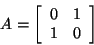 A = [ 0 1
1 0 ]